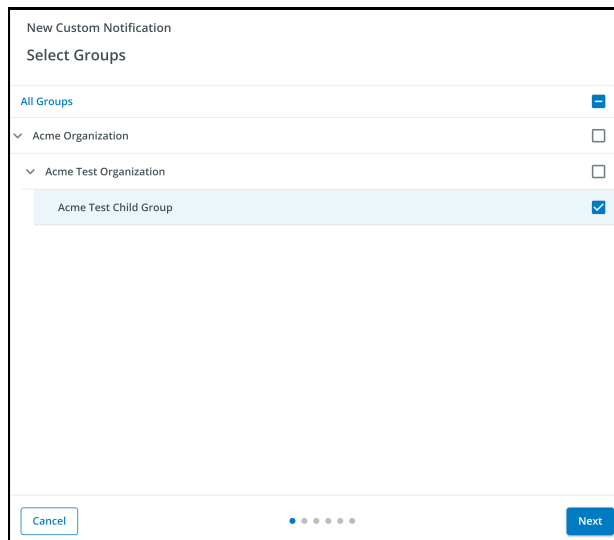 New Custom Notification
Select Groups
All Groups
Acme Organization
Acme Test Organization
Acme Test Child Group
Cancel
Next